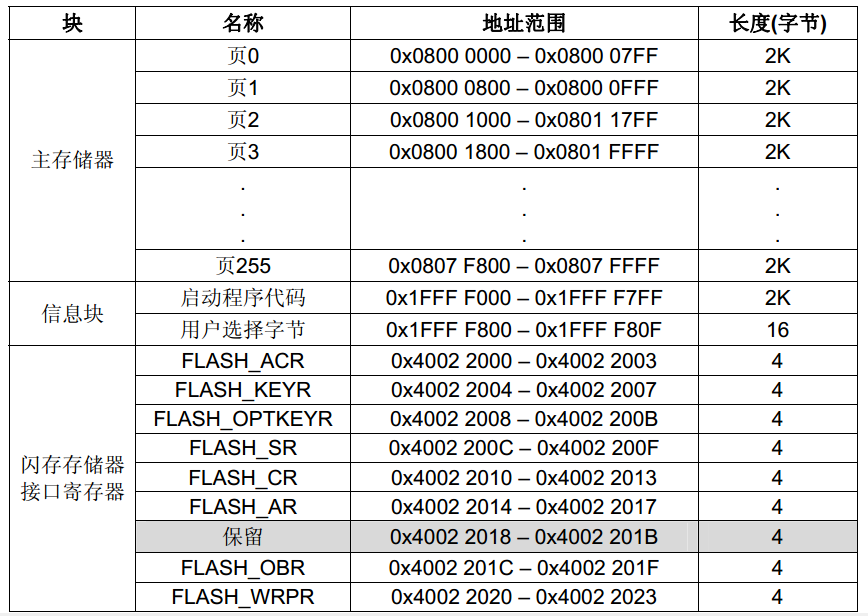 块 名称 地址范围 长度(字节)
主存储器
页0 0x0800 0000 – 0x0800 07FF 2K
页1 0x0800 0800 – 0x0800 0FFF 2K
页2 0x0800 1000 – 0x0801 17FF 2K
页3 0x0800 1800 – 0x0801 FFFF 2K
. . .
. . .
. . .
页255 0x0807 F800 – 0x0807 FFFF 2K
信息块
启动程序代码 0x1FFF F000 – 0x1FFF F7FF 2K
用户选择字节 0x1FFF F800 – 0x1FFF F80F 16
闪存存储器
接口寄存器
FLASH_ACR 0x4002 2000 – 0x4002 2003 4
FLASH_KEYR 0x4002 2004 – 0x4002 2007 4
FLASH_OPTKEYR 0x4002 2008 – 0x4002 200B 4
FLASH_SR 0x4002 200C – 0x4002 200F 4
FLASH_CR 0x4002 2010 – 0x4002 2013 4
FLASH_AR 0x4002 2014 – 0x4002 2017 4
保留 0x4002 2018 – 0x4002 201B 4
FLASH_OBR 0x4002 201C – 0x4002 201F 4
FLASH_WRPR 0x4002 2020 – 0x4002 2023 4